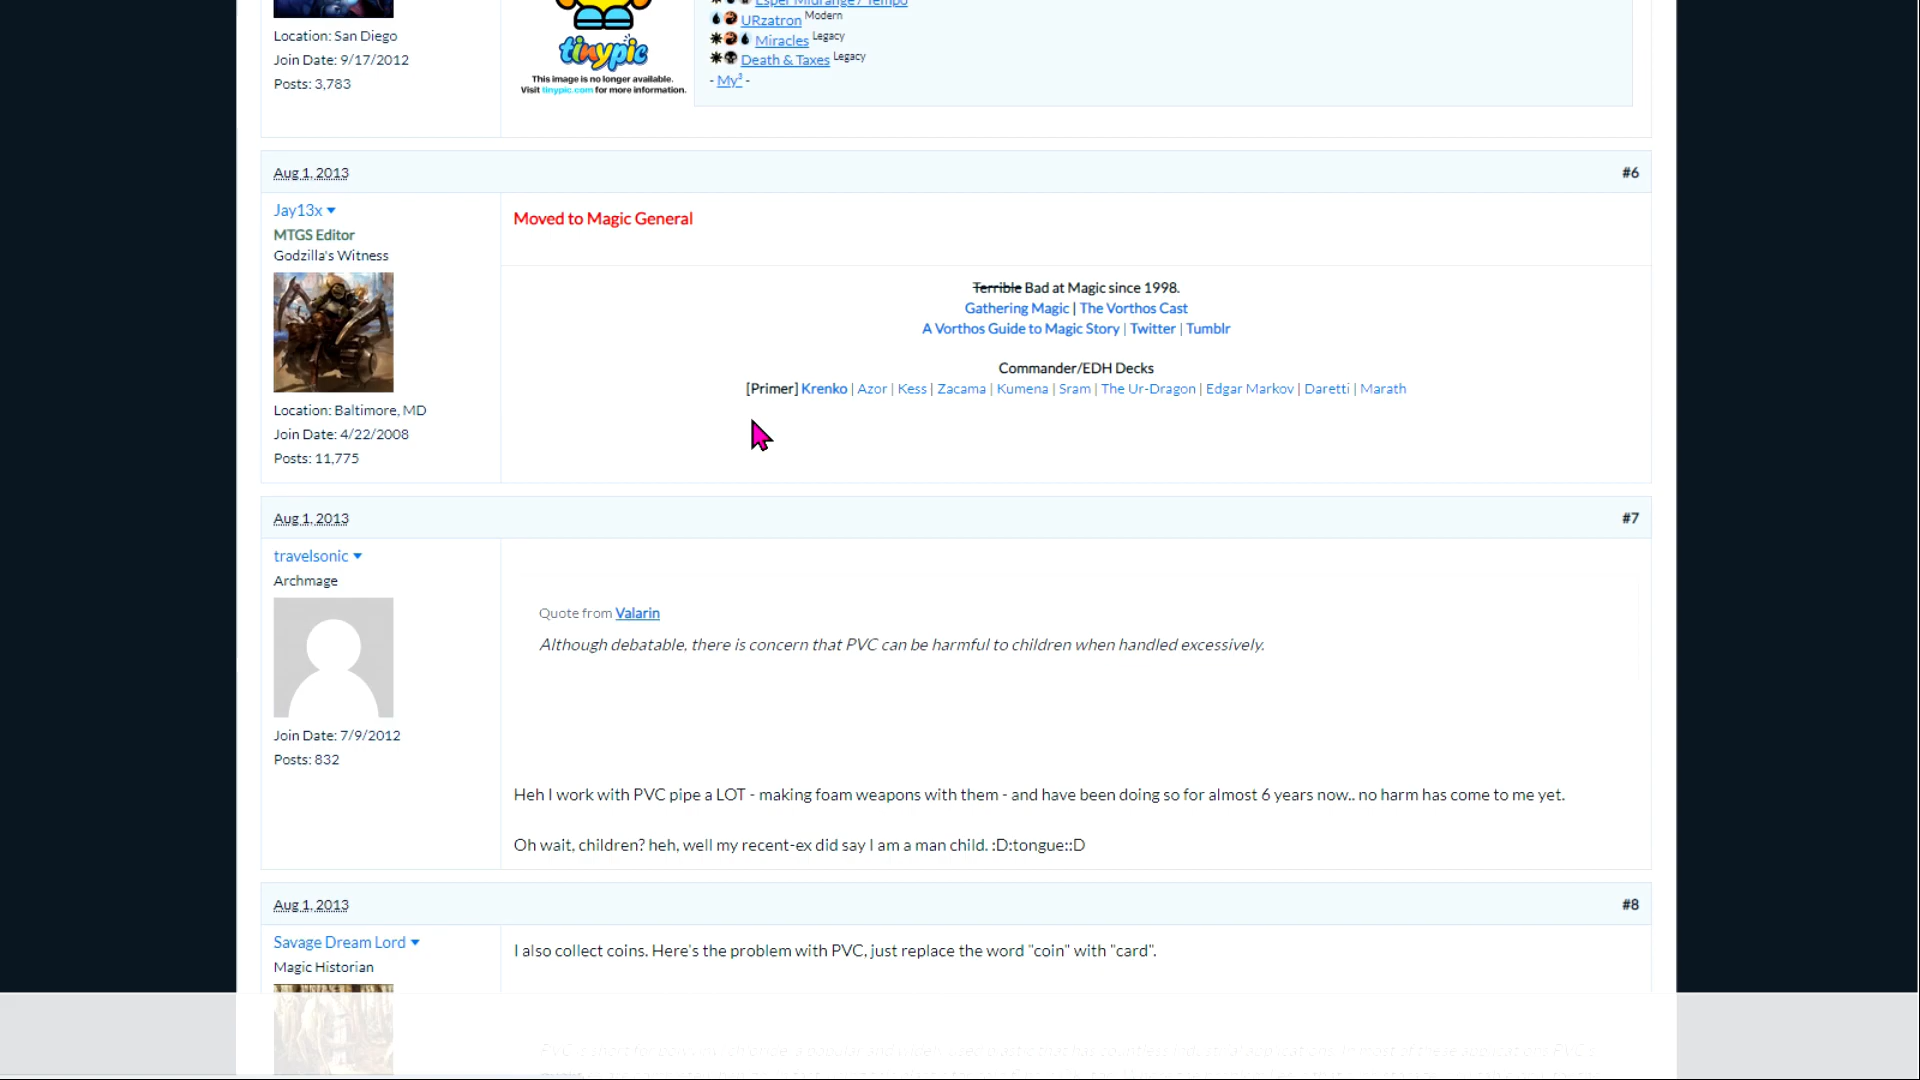 Esper Midrange / Tempo
URzatron Modern
Miracles Legacy
Death & Taxes Legacy
- My³ -
Location: San Diego
Join Date: 9/17/2012
Posts: 3,783
tinypic
This image is no longer available.
Visit tinypic.com for more information.
Aug 1, 2013
#6
Jay13x
MTGS Editor
Godzilla's Witness
Location: Baltimore, MD
Join Date: 4/22/2008
Posts: 11,775
Moved to Magic General
Terrible Bad at Magic since 1998.
Gathering Magic | The Vorthos Cast
A Vorthos Guide to Magic Story | Twitter | Tumblr
Commander/EDH Decks
[Primer] Krenko | Azor | Kess | Zacama | Kumena | Sram | The Ur-Dragon | Edgar Markov | Daretti | Marath
Aug 1, 2013
#7
travelsonic
Archmage
Join Date: 7/9/2012
Posts: 832
Quote from Valarin
Although debatable, there is concern that PVC can be harmful to children when handled excessively.
Heh I work with PVC pipe a LOT - making foam weapons with them - and have been doing so for almost 6 years now.. no harm has come to me yet.
Oh wait, children? heh, well my recent-ex did say I am a man child. :D:tongue::D
Aug 1, 2013
#8
Savage Dream Lord
Magic Historian
I also collect coins. Here's the problem with PVC, just replace the word "coin" with "card".